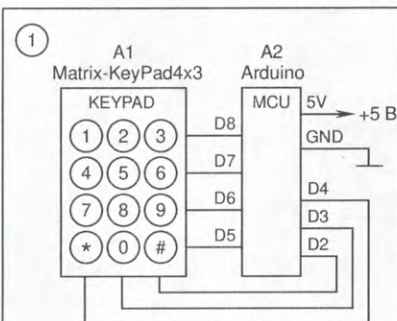 1
A1
Matrix-KeyPad4x3
A2
Arduino
KEYPAD
1 2 3
4 5 6
7 8 9
* 0 #
D8
D7
D6
D5
MCU
5V
+5 В
GND
D4
D3
D2